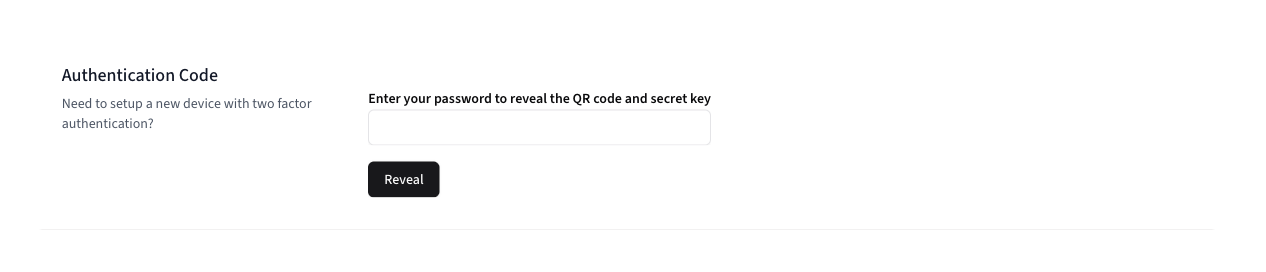 Authentication Code
Need to setup a new device with two factor
authentication?
Enter your password to reveal the QR code and secret key
Reveal